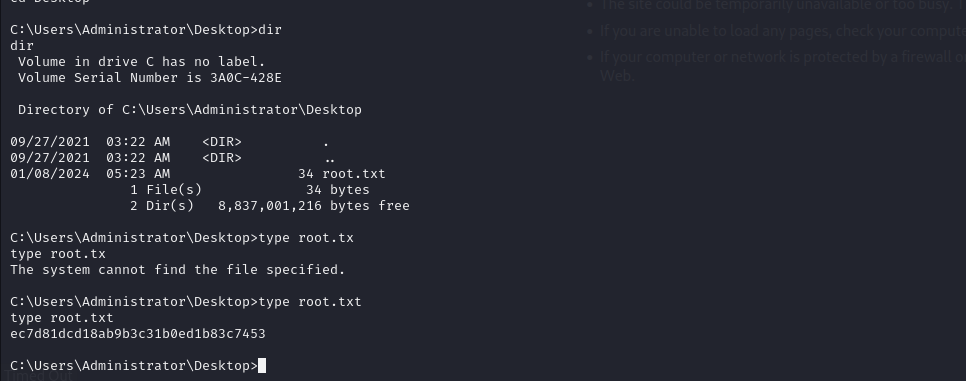 cd Desktop
C:\Users\Administrator\Desktop>dir
dir
 Volume in drive C has no label.
 Volume Serial Number is 3A0C-428E
 Directory of C:\Users\Administrator\Desktop
09/27/2021  03:22 AM    <DIR>          .
09/27/2021  03:22 AM    <DIR>          ..
01/08/2024  05:23 AM                34 root.txt
               1 File(s)             34 bytes
               2 Dir(s)   8,837,001,216 bytes free
C:\Users\Administrator\Desktop>type root.tx
type root.tx
The system cannot find the file specified.
C:\Users\Administrator\Desktop>type root.txt
type root.txt
ec7d81dcd18ab9b3c31b0ed1b83c7453
C:\Users\Administrator\Desktop>
The site could be temporarily unavailable or too busy.
If you are unable to load any pages, check your compute
If your computer or network is protected by a firewall o
Web.